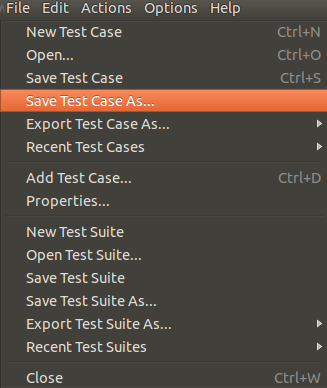 File Edit Actions Options Help
New Test Case Ctrl+N
Open... Ctrl+O
Save Test Case Ctrl+S
Save Test Case As...
Export Test Case As...
Recent Test Cases
Add Test Case... Ctrl+D
Properties...
New Test Suite
Open Test Suite...
Save Test Suite
Save Test Suite As...
Export Test Suite As...
Recent Test Suites
Close Ctrl+W